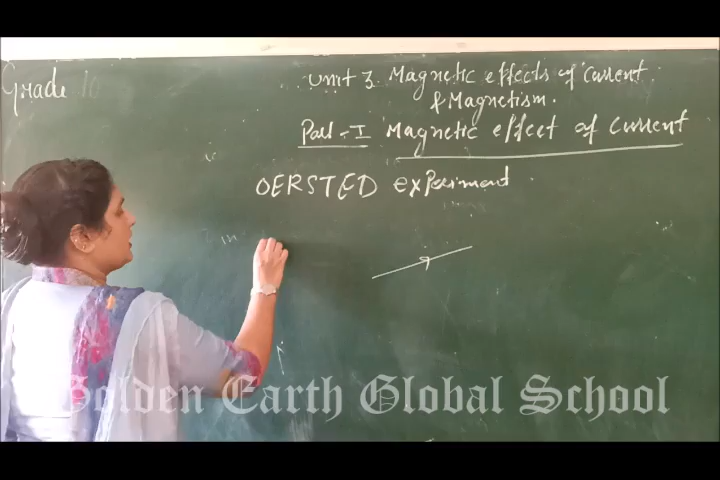 Grade 10
Unit 3. Magnetic effects of Current
& Magnetism.
Part-I Magnetic effect of Current
OERSTED experiment
Golden Earth Global School